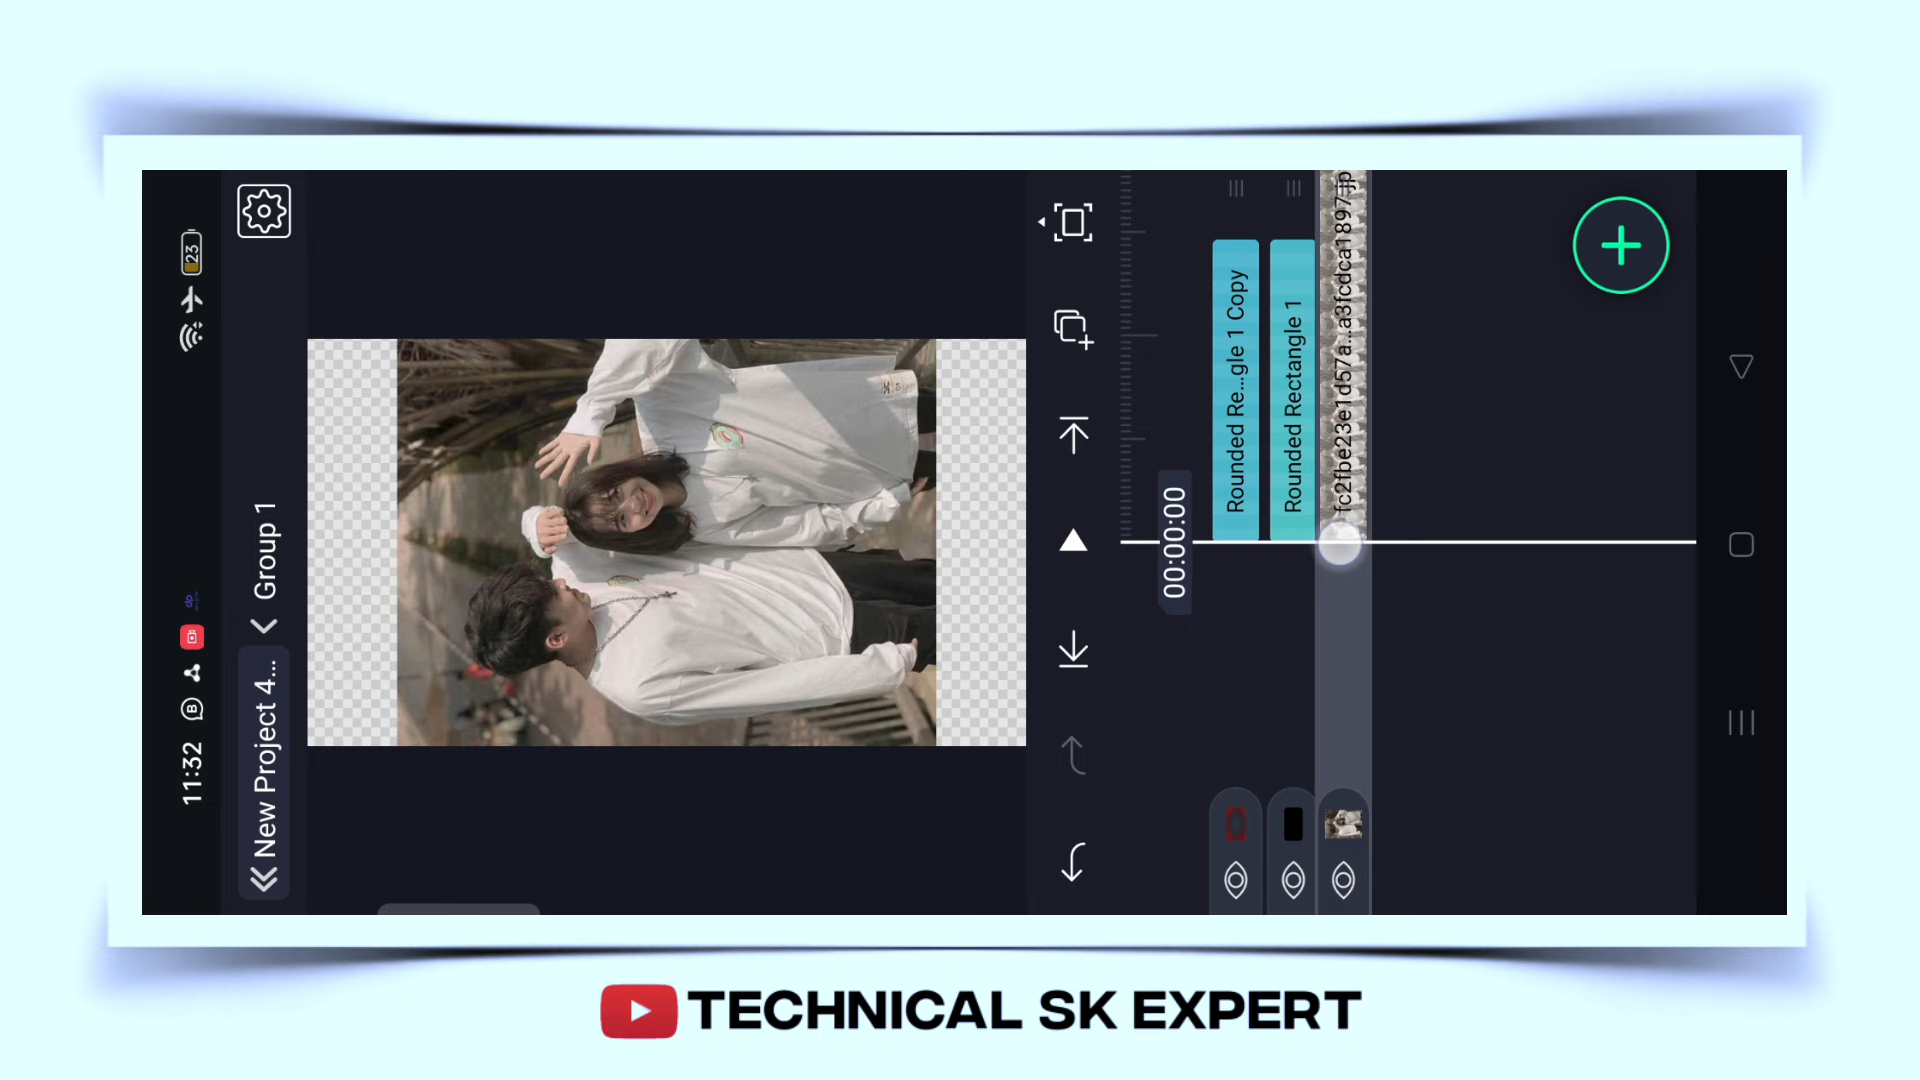 11:32
23
New Project 4...
Group 1
00:00:00
Rounded Re...gle 1 Copy
Rounded Rectangle 1
fc2fbe23e1d57a...a3fcdca1897.jp
TECHNICAL SK EXPERT